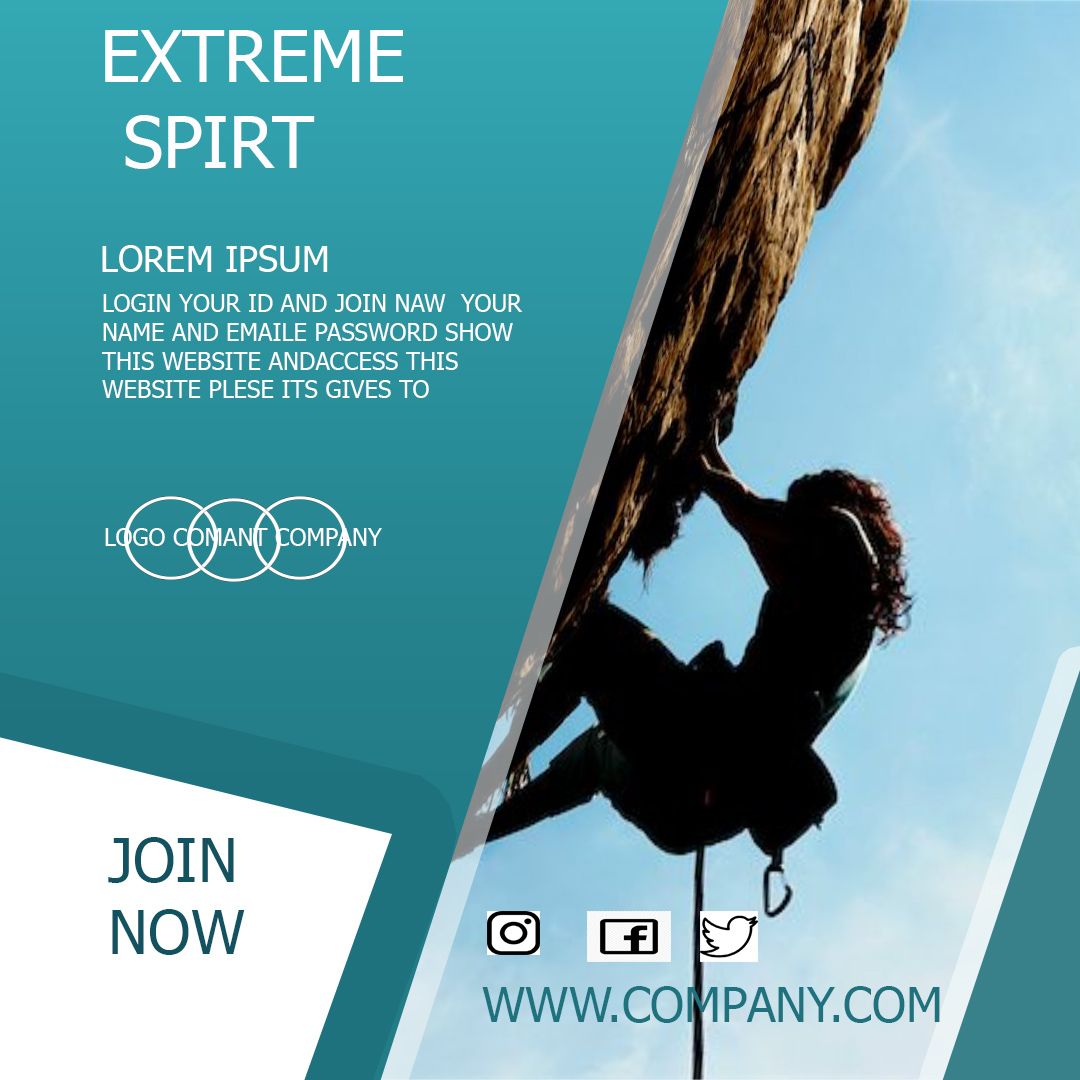 EXTREME
SPIRT
LOREM IPSUM
LOGIN YOUR ID AND JOIN NAW  YOUR
NAME AND EMAILE PASSWORD SHOW
THIS WEBSITE ANDACCESS THIS
WEBSITE PLESE ITS GIVES TO
LOGO COMANT COMPANY
JOIN
NOW
WWW.COMPANY.COM